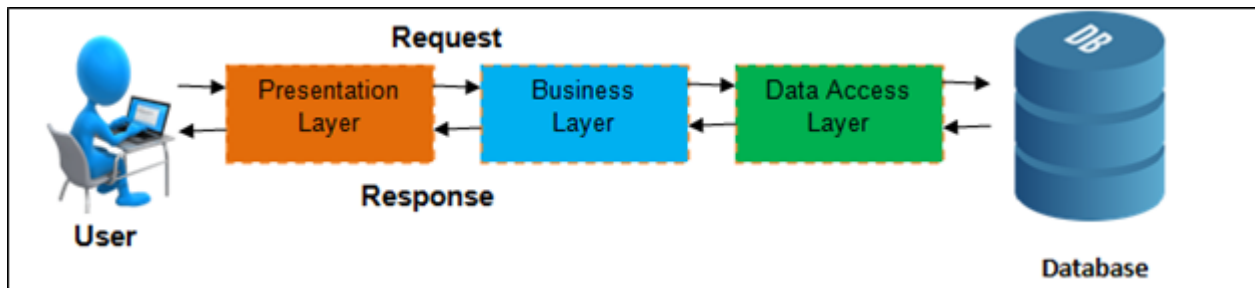 Request
DB
Presentation
Layer
Business
Layer
Data Access
Layer
Response
User
Database